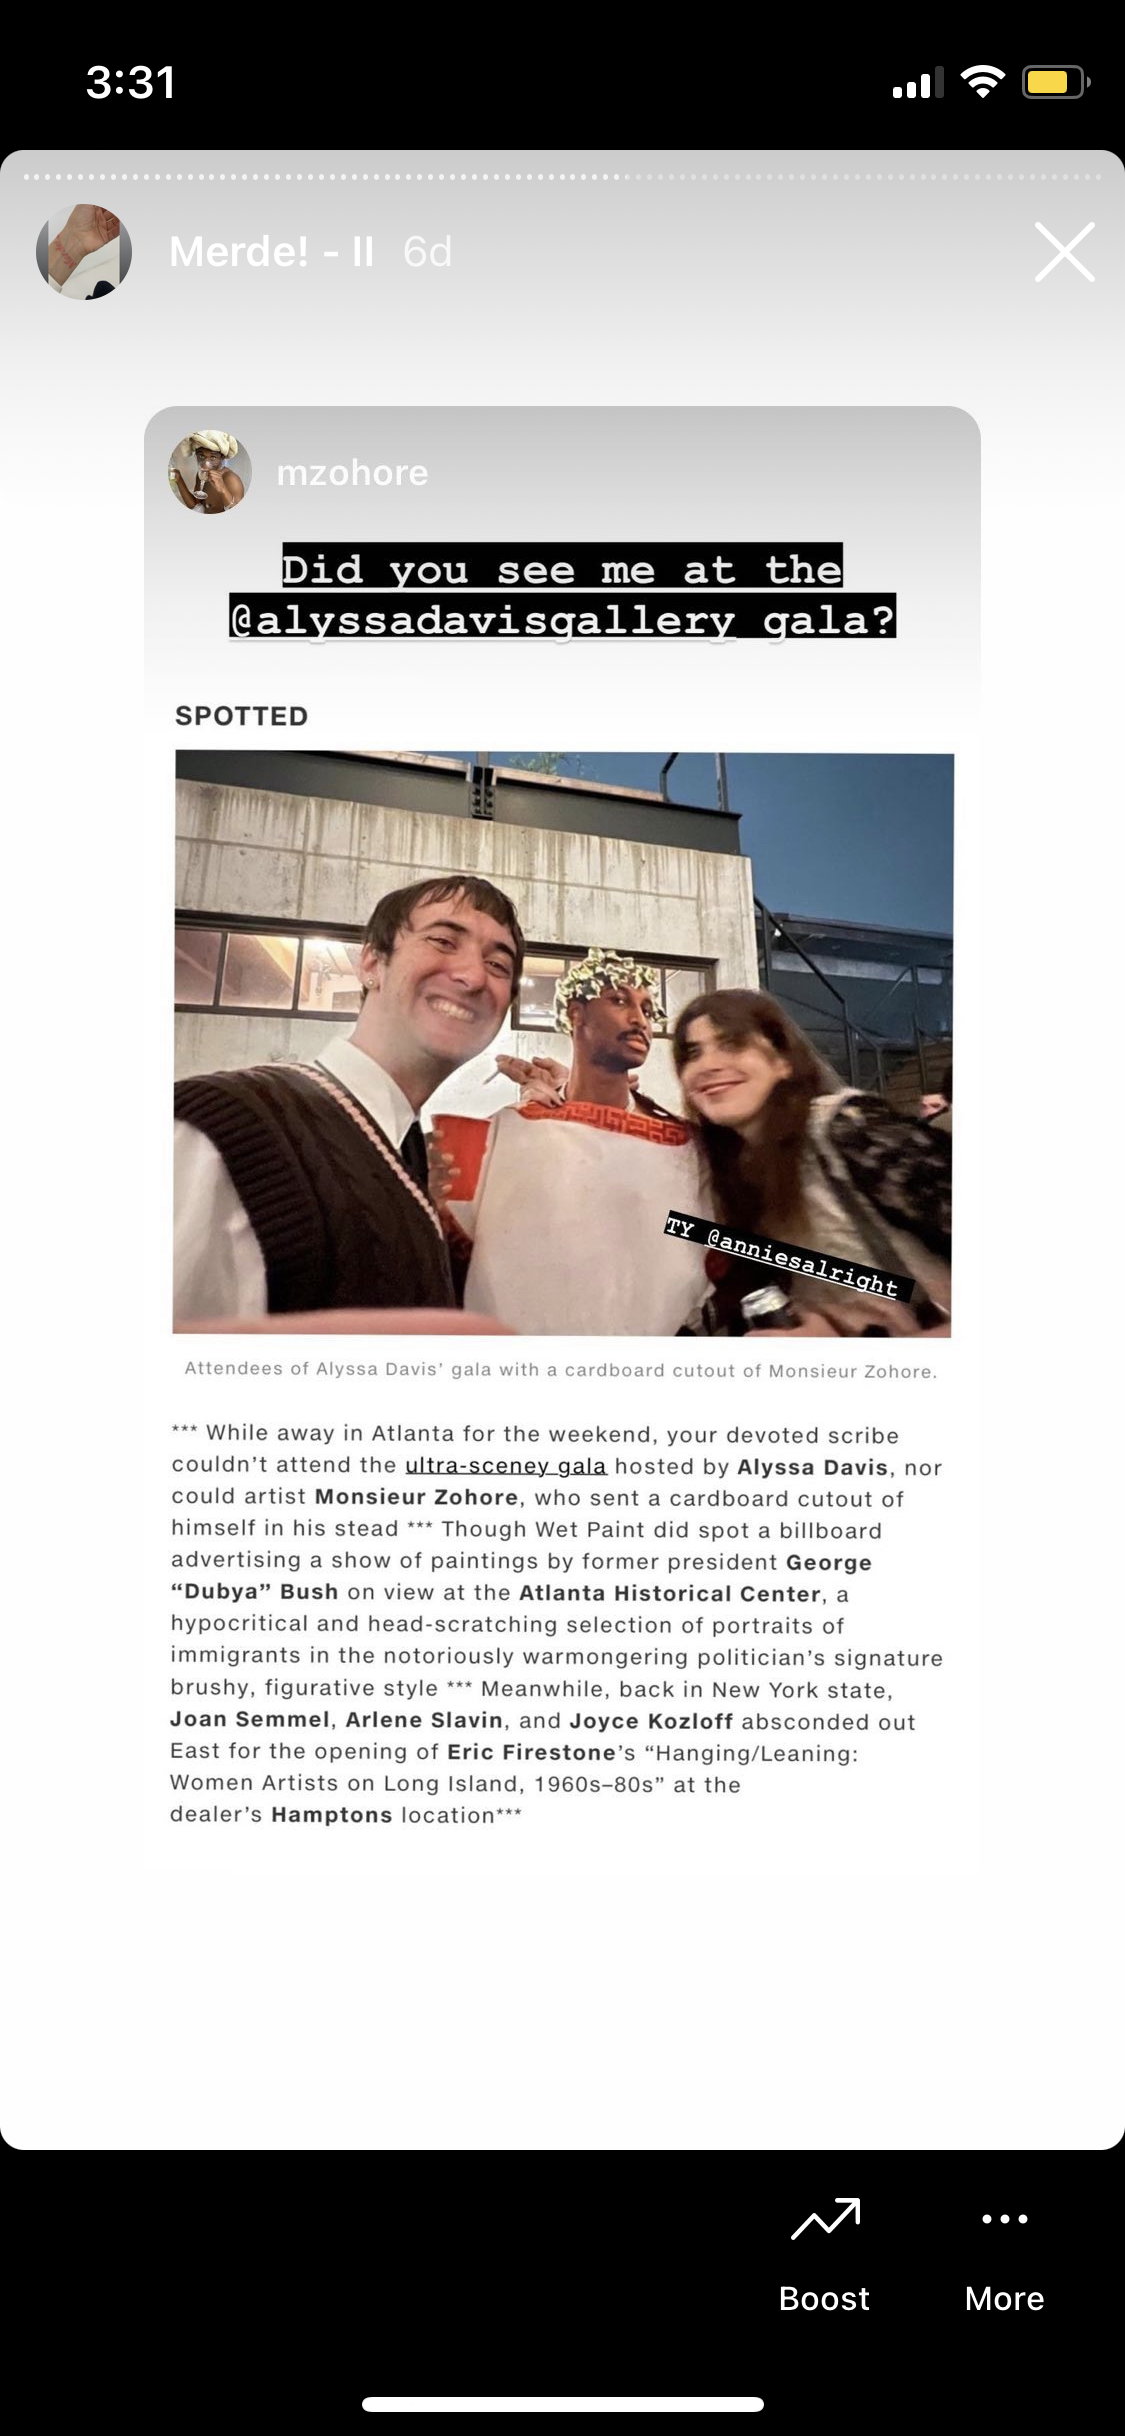 3:31
Merde! - II 6d
mzohore
Did you see me at the
@alyssadavisgallery gala?
SPOTTED
TY @anniesalright
Attendees of Alyssa Davis’ gala with a cardboard cutout of Monsieur Zohore.
*** While away in Atlanta for the weekend, your devoted scribe
couldn’t attend the ultra-sceney gala hosted by Alyssa Davis, nor
could artist Monsieur Zohore, who sent a cardboard cutout of
himself in his stead *** Though Wet Paint did spot a billboard
advertising a show of paintings by former president George
“Dubya” Bush on view at the Atlanta Historical Center, a
hypocritical and head-scratching selection of portraits of
immigrants in the notoriously warmongering politician’s signature
brushy, figurative style *** Meanwhile, back in New York state,
Joan Semmel, Arlene Slavin, and Joyce Kozloff absconded out
East for the opening of Eric Firestone’s “Hanging/Leaning:
Women Artists on Long Island, 1960s–80s” at the
dealer’s Hamptons location***
Boost
More